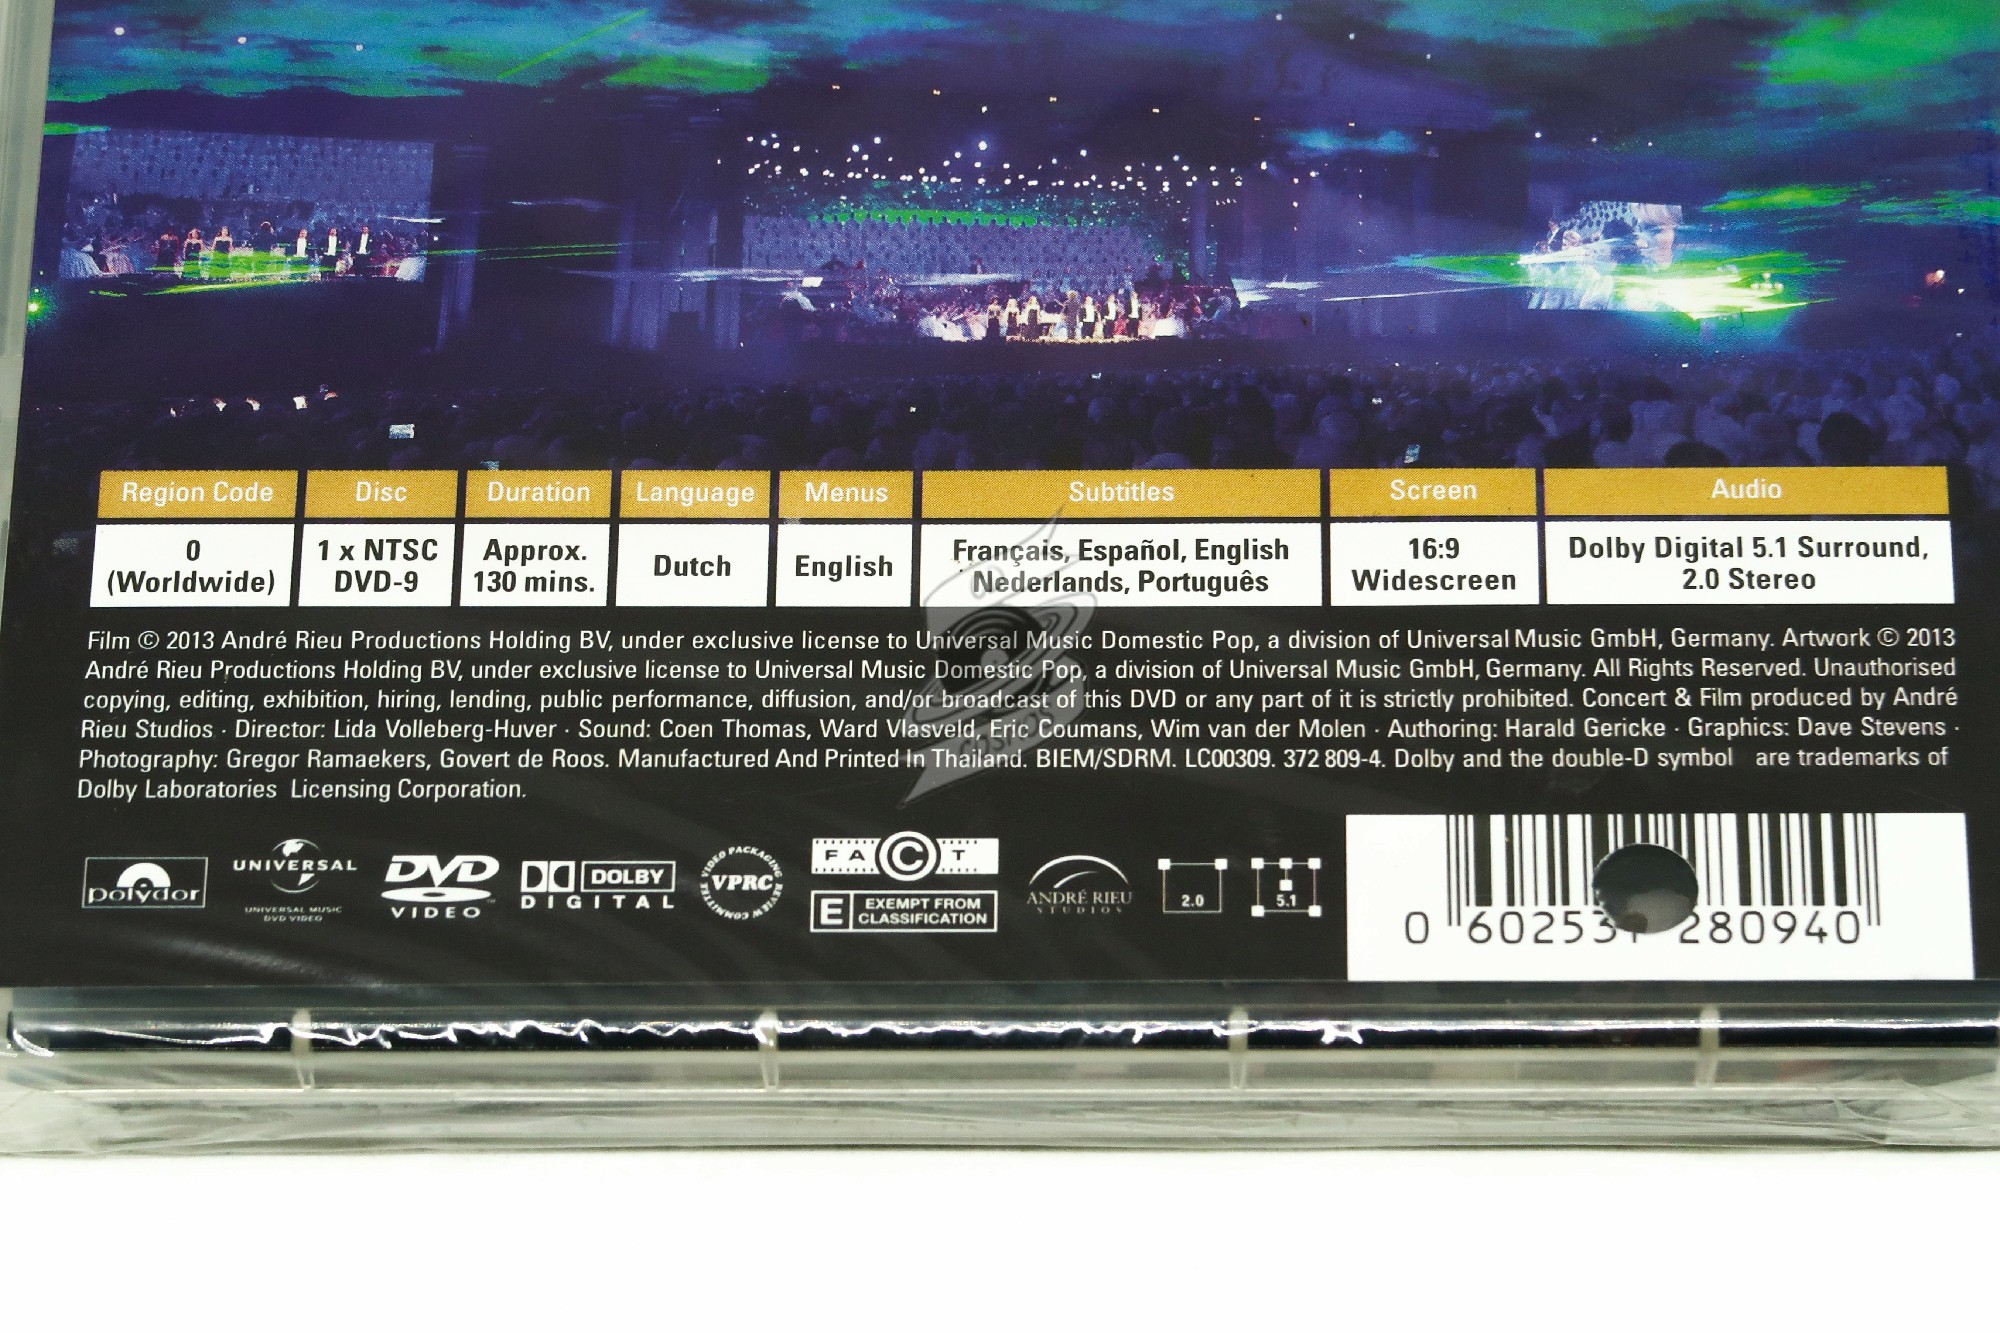 Region Code Disc Duration Language Menus Subtitles Screen Audio
0 1 x NTSC Approx. Dutch English Français, Español, English 16:9 Dolby Digital 5.1 Surround,
(Worldwide) DVD-9 130 mins. Nederlands, Português Widescreen 2.0 Stereo
Film © 2013 André Rieu Productions Holding BV, under exclusive license to Universal Music Domestic Pop, a division of Universal Music GmbH, Germany. Artwork © 2013
André Rieu Productions Holding BV, under exclusive license to Universal Music Domestic Pop, a division of Universal Music GmbH, Germany. All Rights Reserved. Unauthorised
copying, editing, exhibition, hiring, lending, public performance, diffusion, and/or broadcast of this DVD or any part of it is strictly prohibited. Concert & Film produced by André
Rieu Studios · Director: Lida Volleberg-Huver · Sound: Coen Thomas, Ward Vlasveld, Eric Coumans, Wim van der Molen · Authoring: Harald Gericke · Graphics: Dave Stevens ·
Photography: Gregor Ramaekers, Govert de Roos. Manufactured And Printed In Thailand. BIEM/SDRM. LC00309. 372 809-4. Dolby and the double-D symbol are trademarks of
Dolby Laboratories Licensing Corporation.
polydor
UNIVERSAL
UNIVERSAL MUSIC
DVD VIDEO
DVD
VIDEO
DOLBY
DIGITAL
VIDEO PACKAGING REVIEW COMMITTEE
VPRC
FACT
E EXEMPT FROM
CLASSIFICATION
ANDRÉ RIEU
STUDIOS
2.0
5.1
0 60253 280940